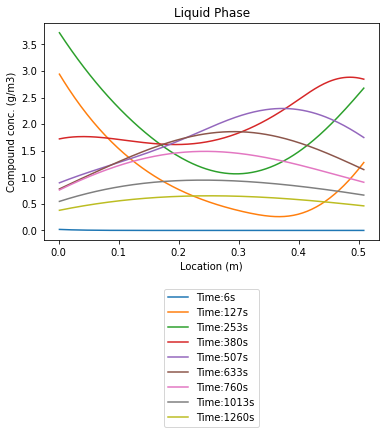 Liquid Phase
Compound conc. (g/m3)
3.5
3.0
2.5
2.0
1.5
1.0
0.5
0.0
0.0 0.1 0.2 0.3 0.4 0.5
Location (m)
Time:6s
Time:127s
Time:253s
Time:380s
Time:507s
Time:633s
Time:760s
Time:1013s
Time:1260s